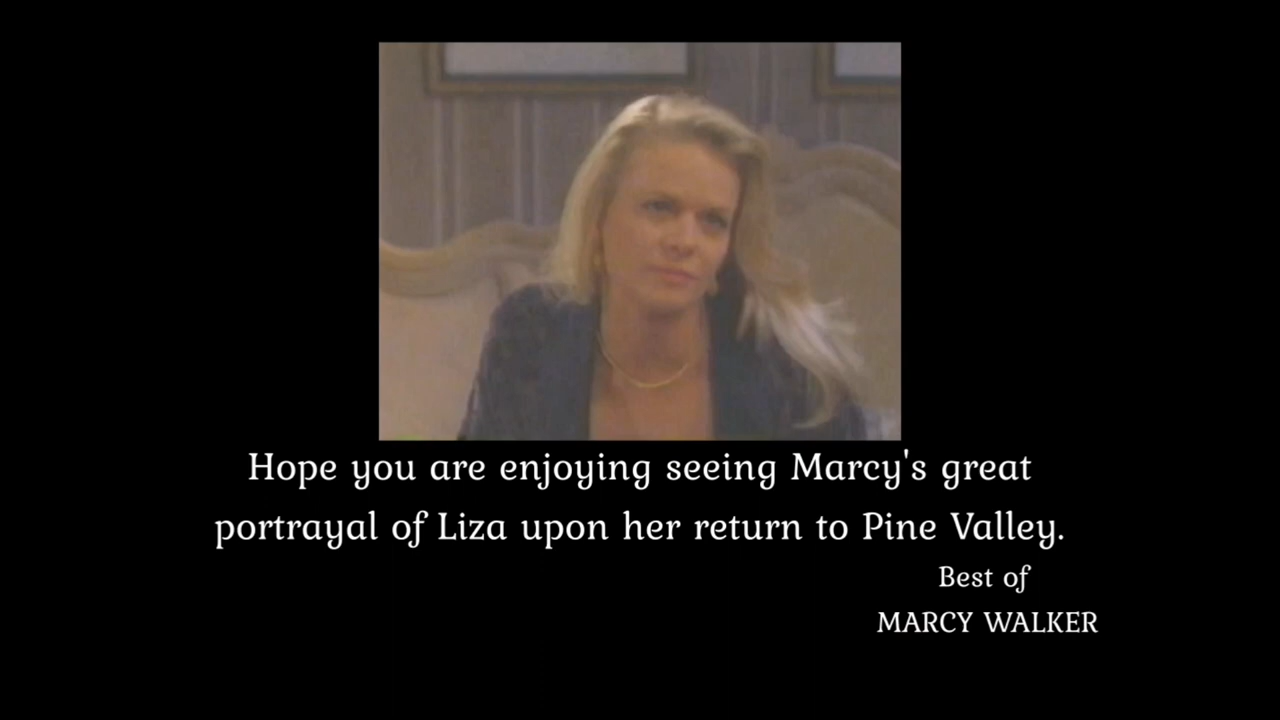 Hope you are enjoying seeing Marcy's great
portrayal of Liza upon her return to Pine Valley.
Best of
MARCY WALKER